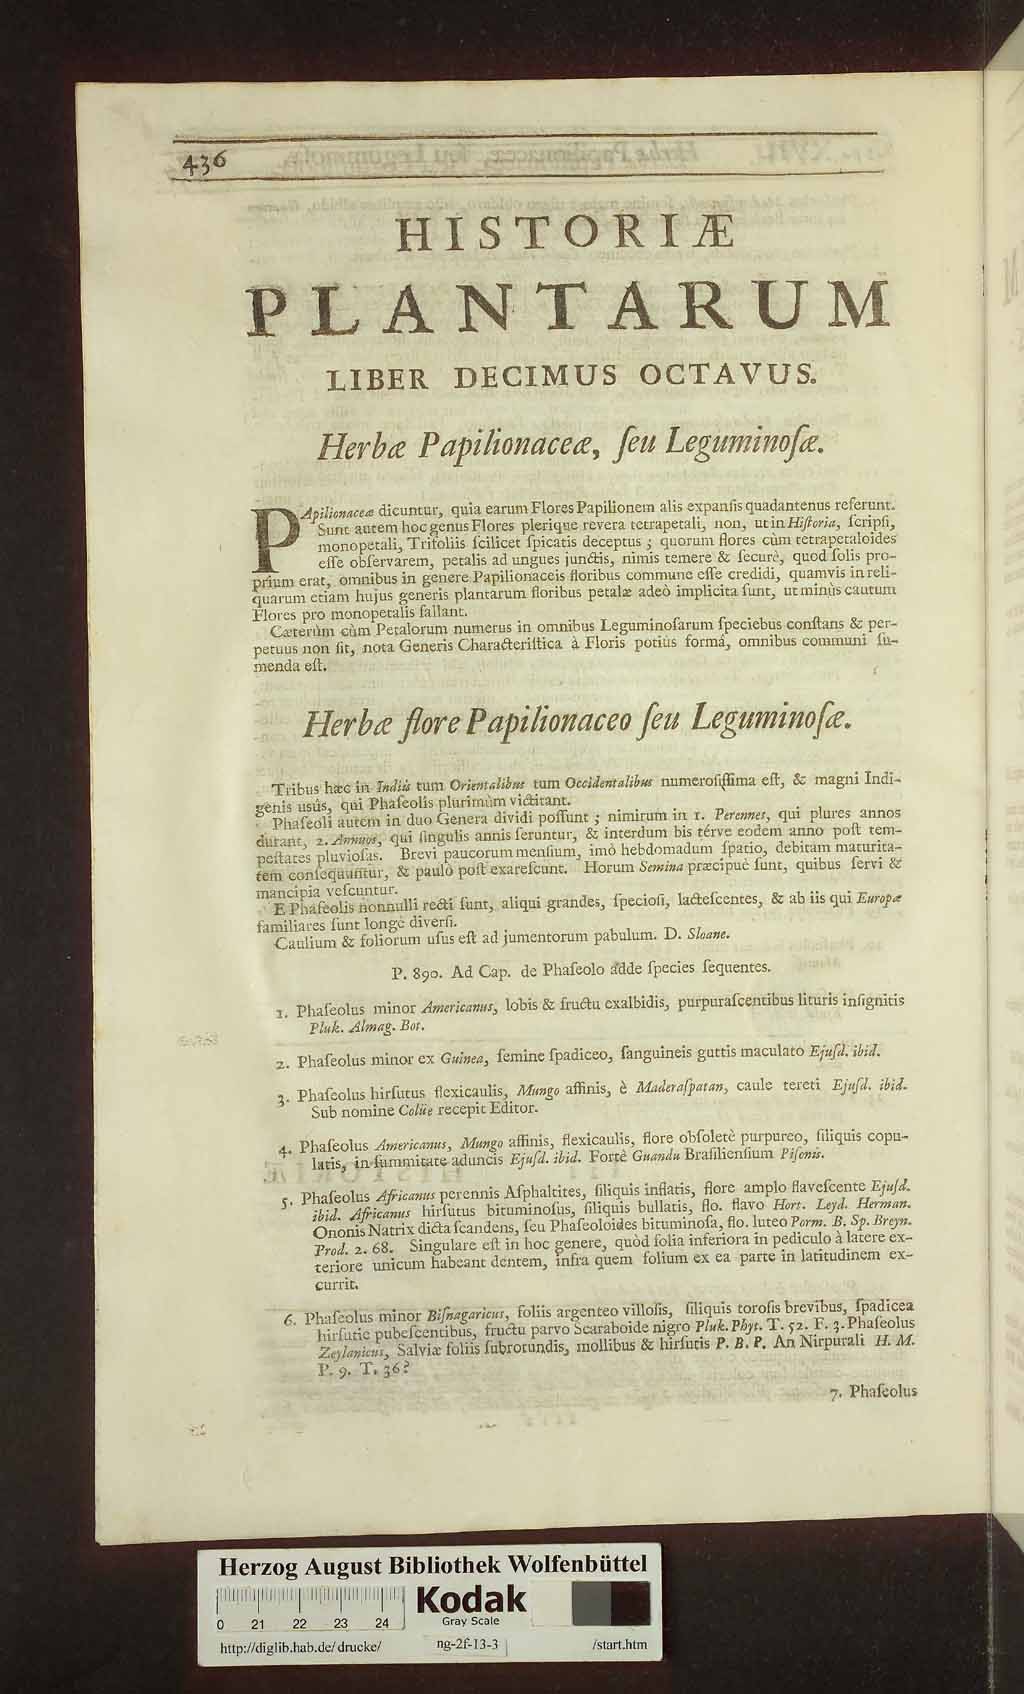 436
HISTORIÆ
PLANTARUM
LIBER DECIMUS OCTAVUS.
Herbæ Papilionaceæ, ſeu Leguminoſæ.
PApilionaceæ dicuntur, quia earum Flores Papilionem alis expanſis quadantenus referunt.
Sunt autem hoc genus Flores plerique revera tetrapetali, non, ut in Hiſtoria, ſcripſi,
monopetali, Trifoliis ſcilicet ſpicatis deceptus; quorum flores cùm tetrapetaloides
eſſe obſervarem, petalis ad ungues junctis, nimis temere & ſecurè, quod ſolis pro-
prium erat, omnibus in genere Papilionaceis floribus commune eſſe credidi, quamvis in reli-
quarum etiam hujus generis plantarum floribus petalæ adeò implicita ſunt, ut minùs cautum
Flores pro monopetalis fallant.
Cæterùm cùm Petalorum numerus in omnibus Leguminoſarum ſpeciebus conſtans & per-
petuus non ſit, nota Generis Characteriſtica à Floris potiùs formâ, omnibus communi ſu-
menda eſt.
Herbæ flore Papilionaceo ſeu Leguminoſæ.
Tribus hæc in Indiis tum Orientalibus tum Occidentalibus numeroſiſſima eſt, & magni Indi-
genis usûs, qui Phaſeolis plurimùm victitant.
Phaſeoli autem in duo Genera dividi poſſunt; nimirum in 1. Perennes, qui plures annos
durant, 2. Annuos, qui ſingulis annis ſeruntur, & interdum bis térve eodem anno poſt tem-
peſtates pluvioſas. Brevi paucorum menſium, imò hebdomadum ſpatio, debitam maturita-
tem conſequuntur, & paulò poſt exareſcunt. Horum Semina præcipuè ſunt, quibus ſervi &
mancipia veſcuntur.
E Phaſeolis nonnulli recti ſunt, aliqui grandes, ſpecioſi, lacteſcentes, & ab iis qui Europæ
familiares ſunt longè diverſi.
Caulium & foliorum uſus eſt ad jumentorum pabulum. D. Sloane.
P. 890. Ad Cap. de Phaſeolo adde ſpecies ſequentes.
1. Phaſeolus minor Americanus, lobis & fructu exalbidis, purpuraſcentibus lituris inſignitis
Pluk. Almag. Bot.
2. Phaſeolus minor ex Guinea, ſemine ſpadiceo, ſanguineis guttis maculato Ejuſd. ibid.
3. Phaſeolus hirſutus flexicaulis, Mungo affinis, è Maderaſpatan, caule tereti Ejuſd. ibid.
Sub nomine Colüe recepit Editor.
4. Phaſeolus Americanus, Mungo affinis, flexicaulis, flore obſoletè purpureo, ſiliquis copu-
latis, in ſummitate aduncis Ejuſd. ibid. Fortè Guandu Braſilienſium Piſonis.
5. Phaſeolus Africanus perennis Aſphaltites, ſiliquis inflatis, flore amplo flaveſcente Ejuſd.
ibid. Africanus hirſutus bituminoſus, ſiliquis bullatis, flo. flavo Hort. Leyd. Herman.
Ononis Natrix dicta ſcandens, ſeu Phaſeoloides bituminoſa, flo. luteo Porm. B. Sp. Breyn.
Prod. 2. 68. Singulare eſt in hoc genere, quòd folia inferiora in pediculo à latere ex-
teriore unicum habeant dentem, infra quem folium ex ea parte in latitudinem ex-
currit.
6. Phaſeolus minor Biſnagaricus, foliis argenteo villoſis, ſiliquis toroſis brevibus, ſpadicea
hirſutie pubeſcentibus, fructu parvo Scaraboide nigro Pluk. Phyt. T. 52. F. 3. Phaſeolus
Zeylanicus, Salviæ foliis ſubrotundis, mollibus & hirſutis P. B. P. An Nirpurali H. M.
P. 9. T. 36?
7. Phaſeolus
Herzog August Bibliothek Wolfenbüttel
Kodak
Gray Scale
0 21 22 23 24
http://diglib.hab.de/drucke/ ng-2f-13-3 /start.htm